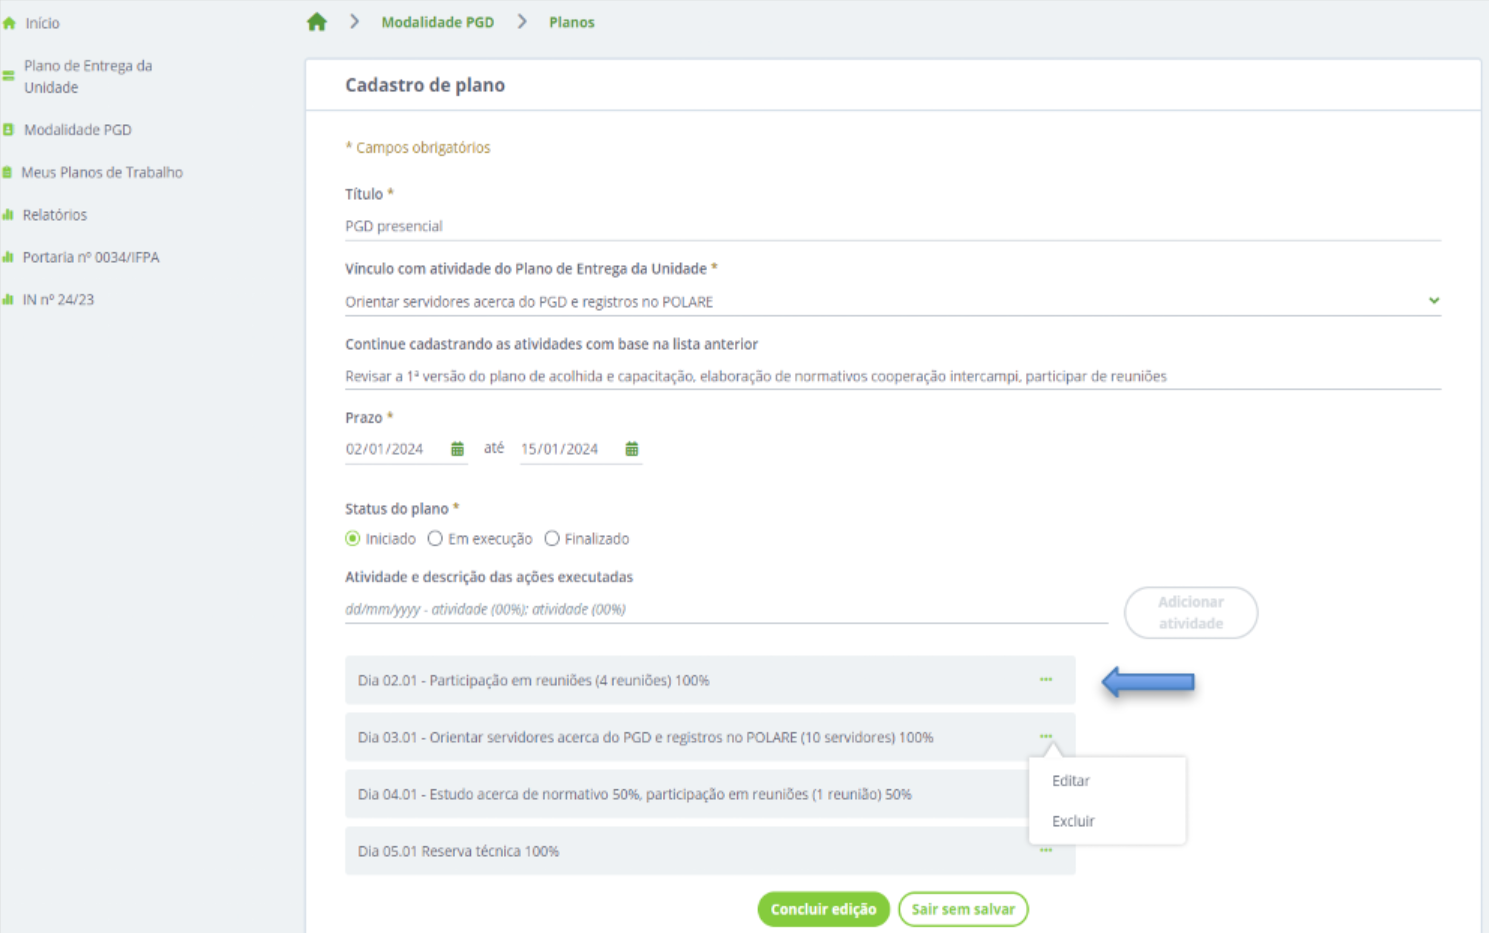 Início
Plano de Entrega da
Unidade
Modalidade PGD
Meus Planos de Trabalho
Relatórios
Portaria nº 0034/IFPA
IN nº 24/23
Modalidade PGD
Planos
Cadastro de plano
* Campos obrigatórios
Título *
PGD presencial
Vínculo com atividade do Plano de Entrega da Unidade *
Orientar servidores acerca do PGD e registros no POLARE
Continue cadastrando as atividades com base na lista anterior
Revisar a 1ª versão do plano de acolhida e capacitação, elaboração de normativos cooperação intercampi, participar de reuniões
Prazo *
02/01/2024 até 15/01/2024
Status do plano *
Iniciado Em execução Finalizado
Atividade e descrição das ações executadas
dd/mm/yyyy - atividade (00%); atividade (00%)
Adicionar
atividade
Dia 02.01 - Participação em reuniões (4 reuniões) 100%
Dia 03.01 - Orientar servidores acerca do PGD e registros no POLARE (10 servidores) 100%
Editar
Dia 04.01 - Estudo acerca de normativo 50%, participação em reuniões (1 reunião) 50%
Excluir
Dia 05.01 Reserva técnica 100%
Concluir edição
Sair sem salvar